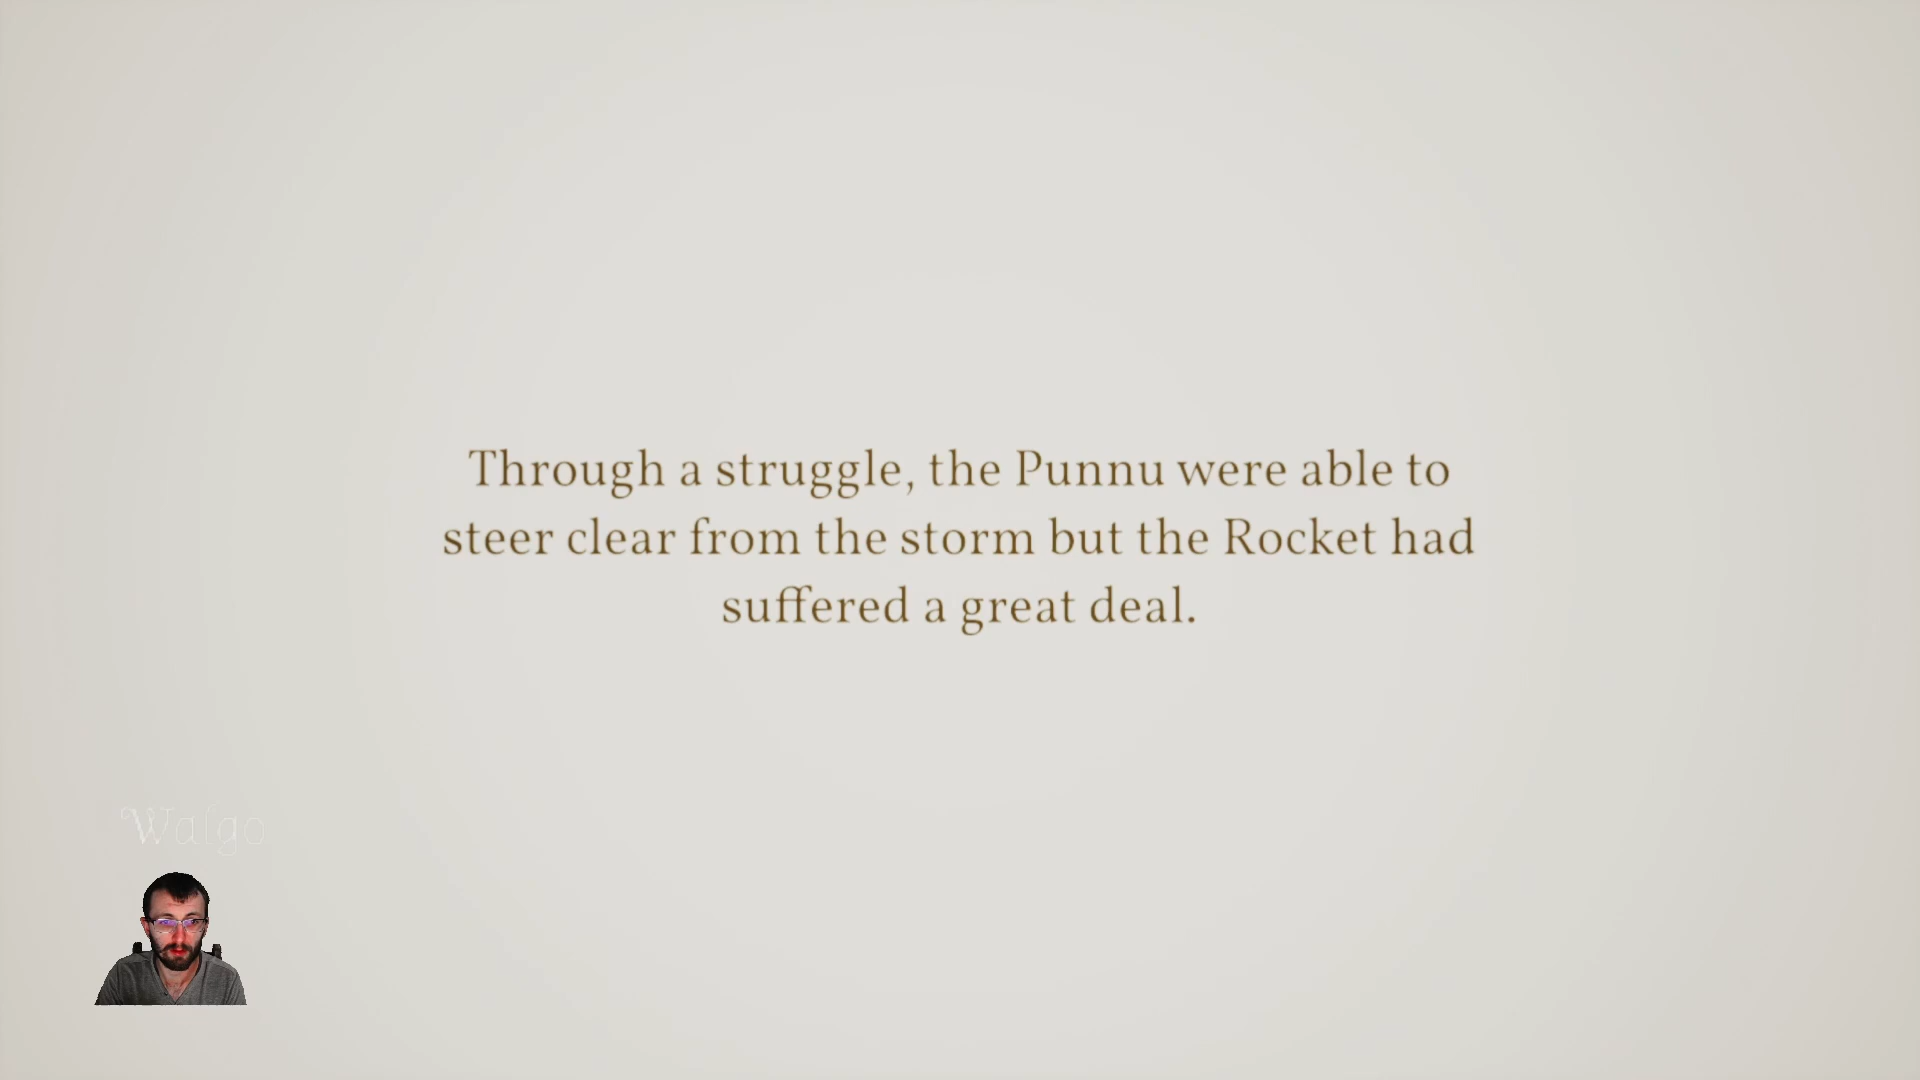 Through a struggle, the Punnu were able to
steer clear from the storm but the Rocket had
suffered a great deal.
Walgo